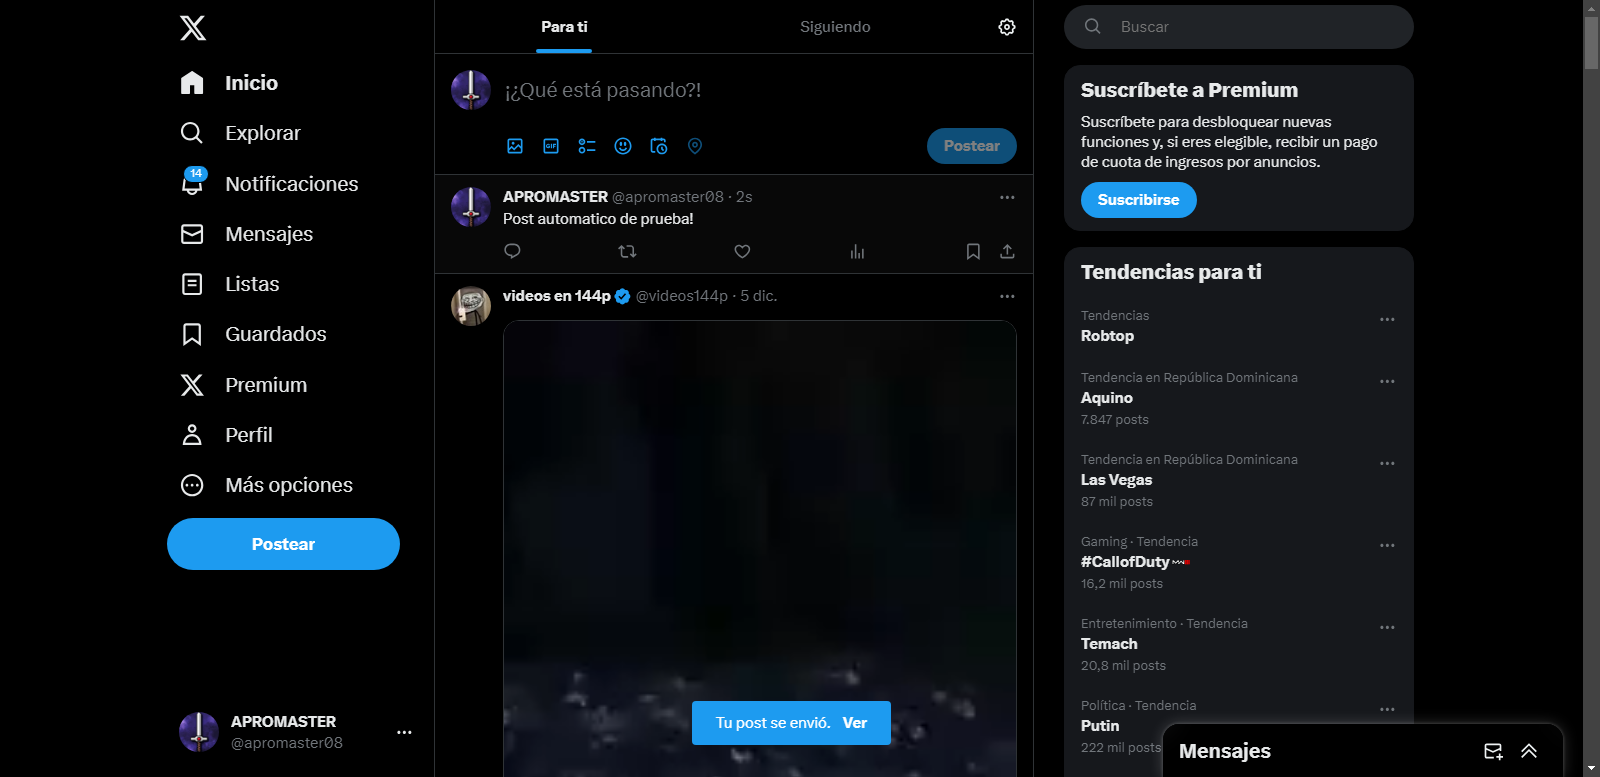 Inicio
Explorar
14
Notificaciones
Mensajes
Listas
Guardados
Premium
Perfil
Más opciones
Postear
APROMASTER
@apromaster08
Para ti
Siguiendo
¡¿Qué está pasando?!
GIF
Postear
APROMASTER @apromaster08 · 2s
Post automatico de prueba!
videos en 144p @videos144p · 5 dic.
Tu post se envió. Ver
Buscar
Suscríbete a Premium
Suscríbete para desbloquear nuevas
funciones y, si eres elegible, recibir un pago
de cuota de ingresos por anuncios.
Suscribirse
Tendencias para ti
Tendencias
Robtop
Tendencia en República Dominicana
Aquino
7.847 posts
Tendencia en República Dominicana
Las Vegas
87 mil posts
Gaming · Tendencia
#CallofDuty
16,2 mil posts
Entretenimiento · Tendencia
Temach
20,8 mil posts
Política · Tendencia
Putin
222 mil posts
Mensajes